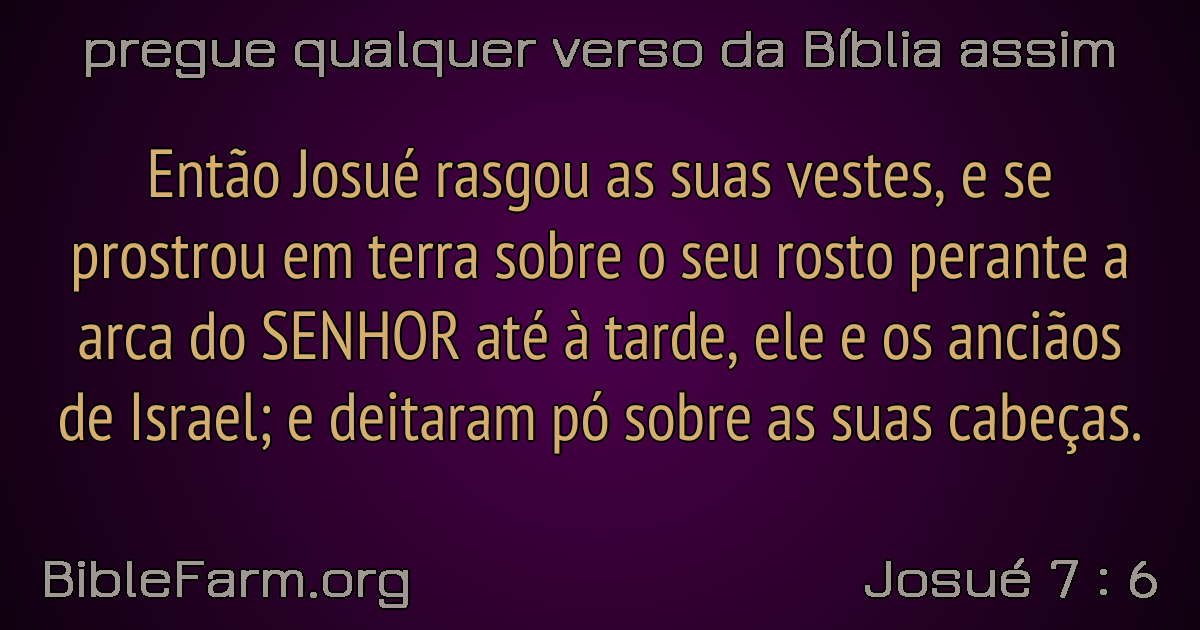 pregue qualquer verso da Bíblia assim
Então Josué rasgou as suas vestes, e se
prostrou em terra sobre o seu rosto perante a
arca do SENHOR até à tarde, ele e os anciãos
de Israel; e deitaram pó sobre as suas cabeças.
BibleFarm.org
Josué 7 : 6